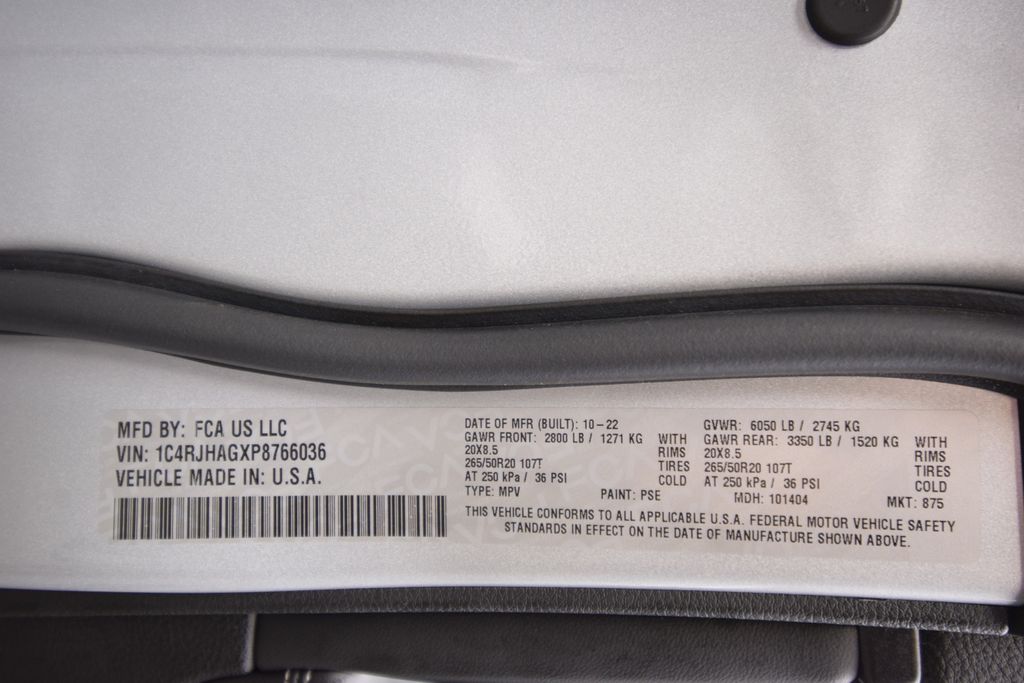 MFD BY: FCA US LLC
VIN: 1C4RJHAGXP8766036
VEHICLE MADE IN: U.S.A.
DATE OF MFR (BUILT): 10-22
GAWR FRONT: 2800 LB / 1271 KG WITH
20X8.5 RIMS
265/50R20 107T TIRES
AT 250 kPa / 36 PSI COLD
TYPE: MPV PAINT: PSE
GVWR: 6050 LB / 2745 KG
GAWR REAR: 3350 LB / 1520 KG WITH
20X8.5 RIMS
265/50R20 107T TIRES
AT 250 kPa / 36 PSI COLD
MDH: 101404 MKT: 875
THIS VEHICLE CONFORMS TO ALL APPLICABLE U.S.A. FEDERAL MOTOR VEHICLE SAFETY
STANDARDS IN EFFECT ON THE DATE OF MANUFACTURE SHOWN ABOVE.